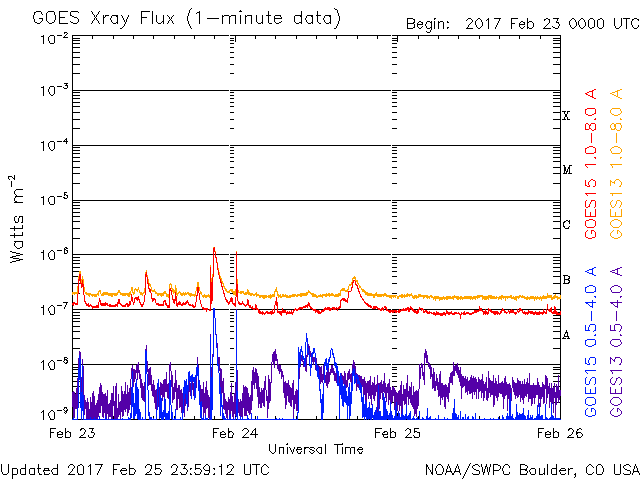 GOES Xray Flux (1-minute data)
Begin: 2017 Feb 23 0000 UTC
10⁻²
10⁻³
10⁻⁴
10⁻⁵
10⁻⁶
10⁻⁷
10⁻⁸
10⁻⁹
Watts m⁻²
X
M
C
B
A
GOES15 1.0-8.0 A
GOES13 1.0-8.0 A
GOES15 0.5-4.0 A
GOES13 0.5-4.0 A
Feb 23
Feb 24
Feb 25
Feb 26
Universal Time
Updated 2017 Feb 25 23:59:12 UTC
NOAA/SWPC Boulder, CO USA